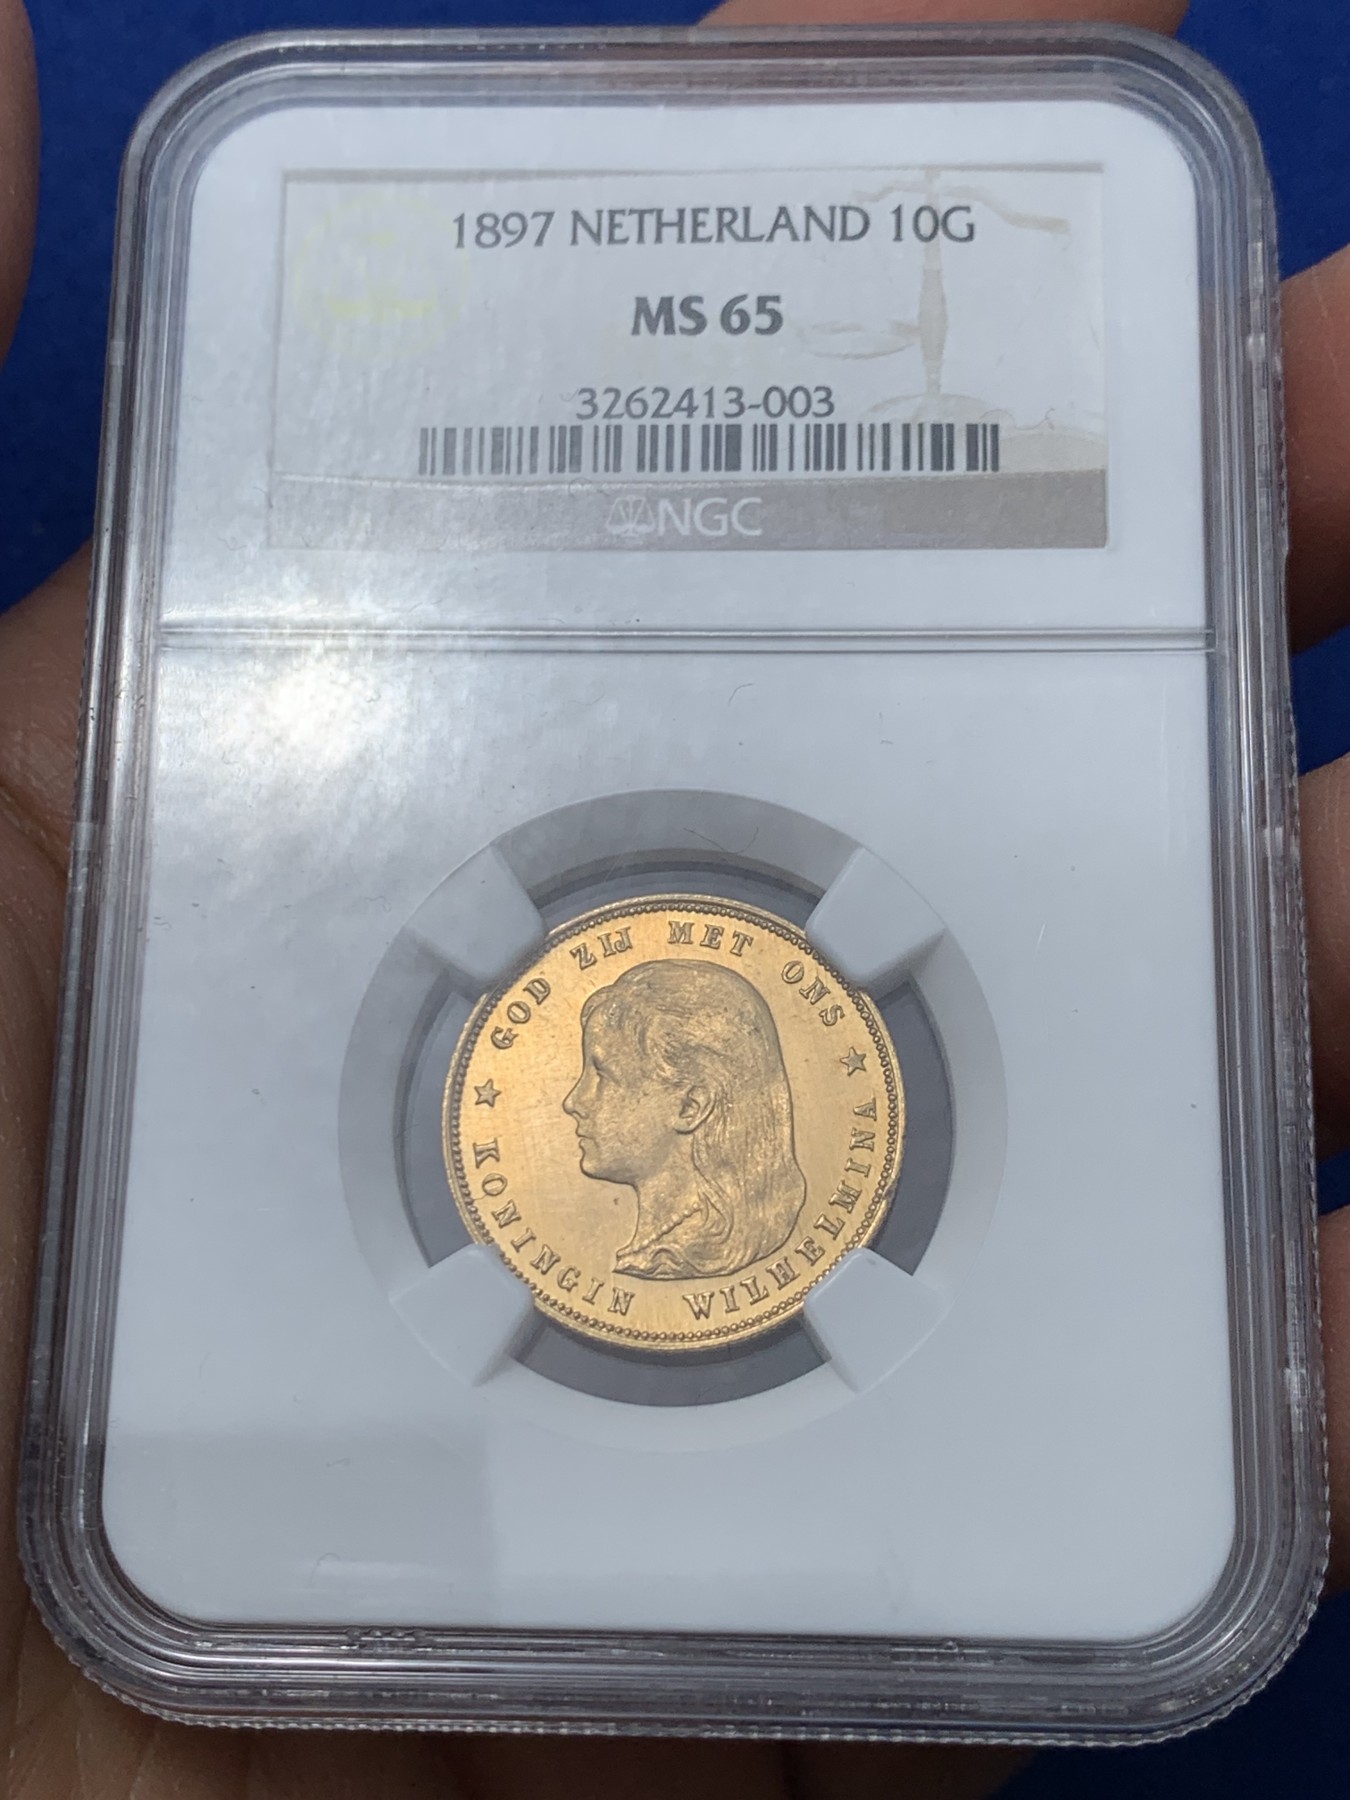 1897 NETHERLAND 10G
MS 65
3262413-003
NGC
★ GOD ZIJ MET ONS ★
KONINGIN WILHELMINA